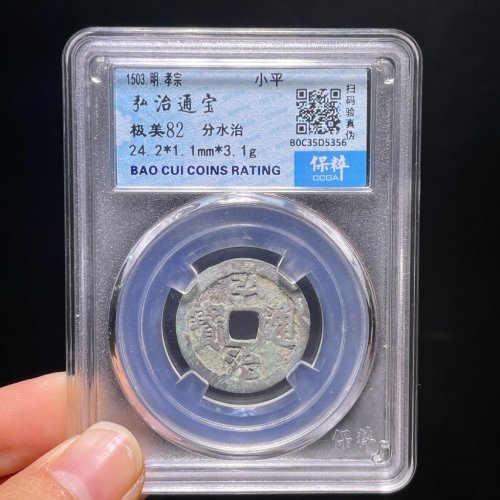 1503.明.孝宗 小平
弘治通宝
极美82 分水治
24.2*1.1mm*3.1g
BAO CUI COINS RATING
扫码验真伪
B0C35D5356
保粹
CCGA
弘治通寶
保粹